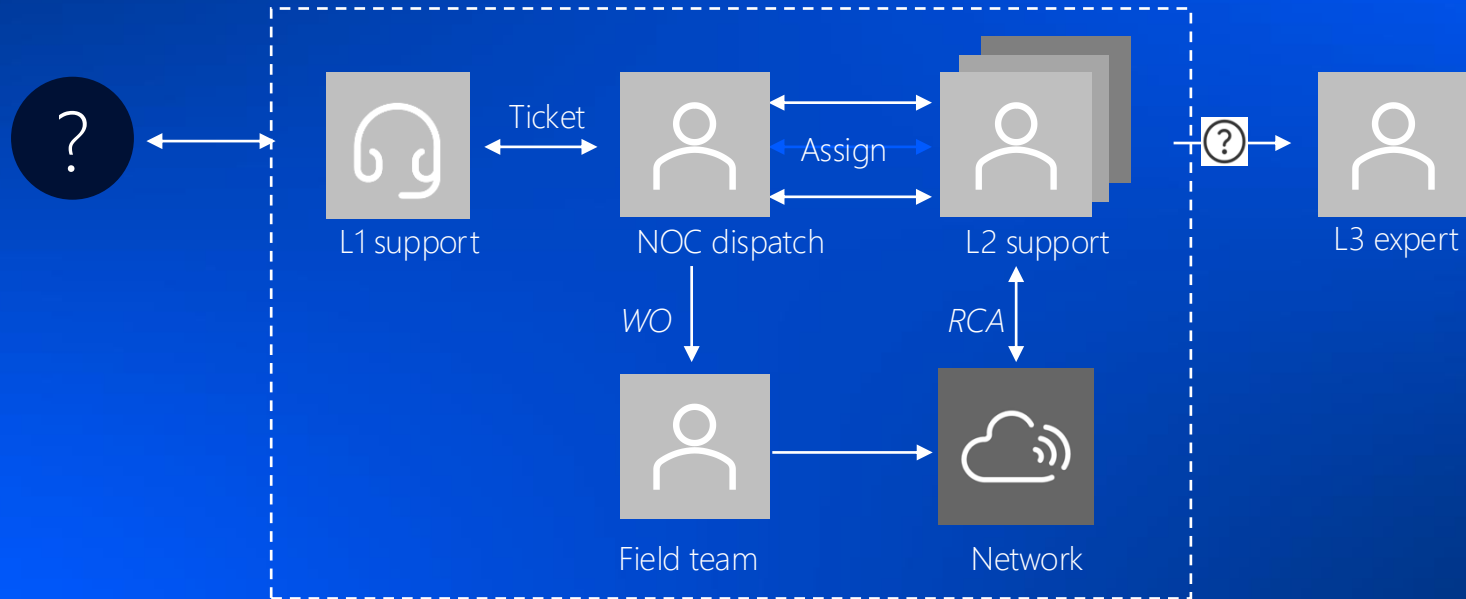 ?
Ticket
Assign
?
L1 support
NOC dispatch
L2 support
L3 expert
WO
RCA
Field team
Network